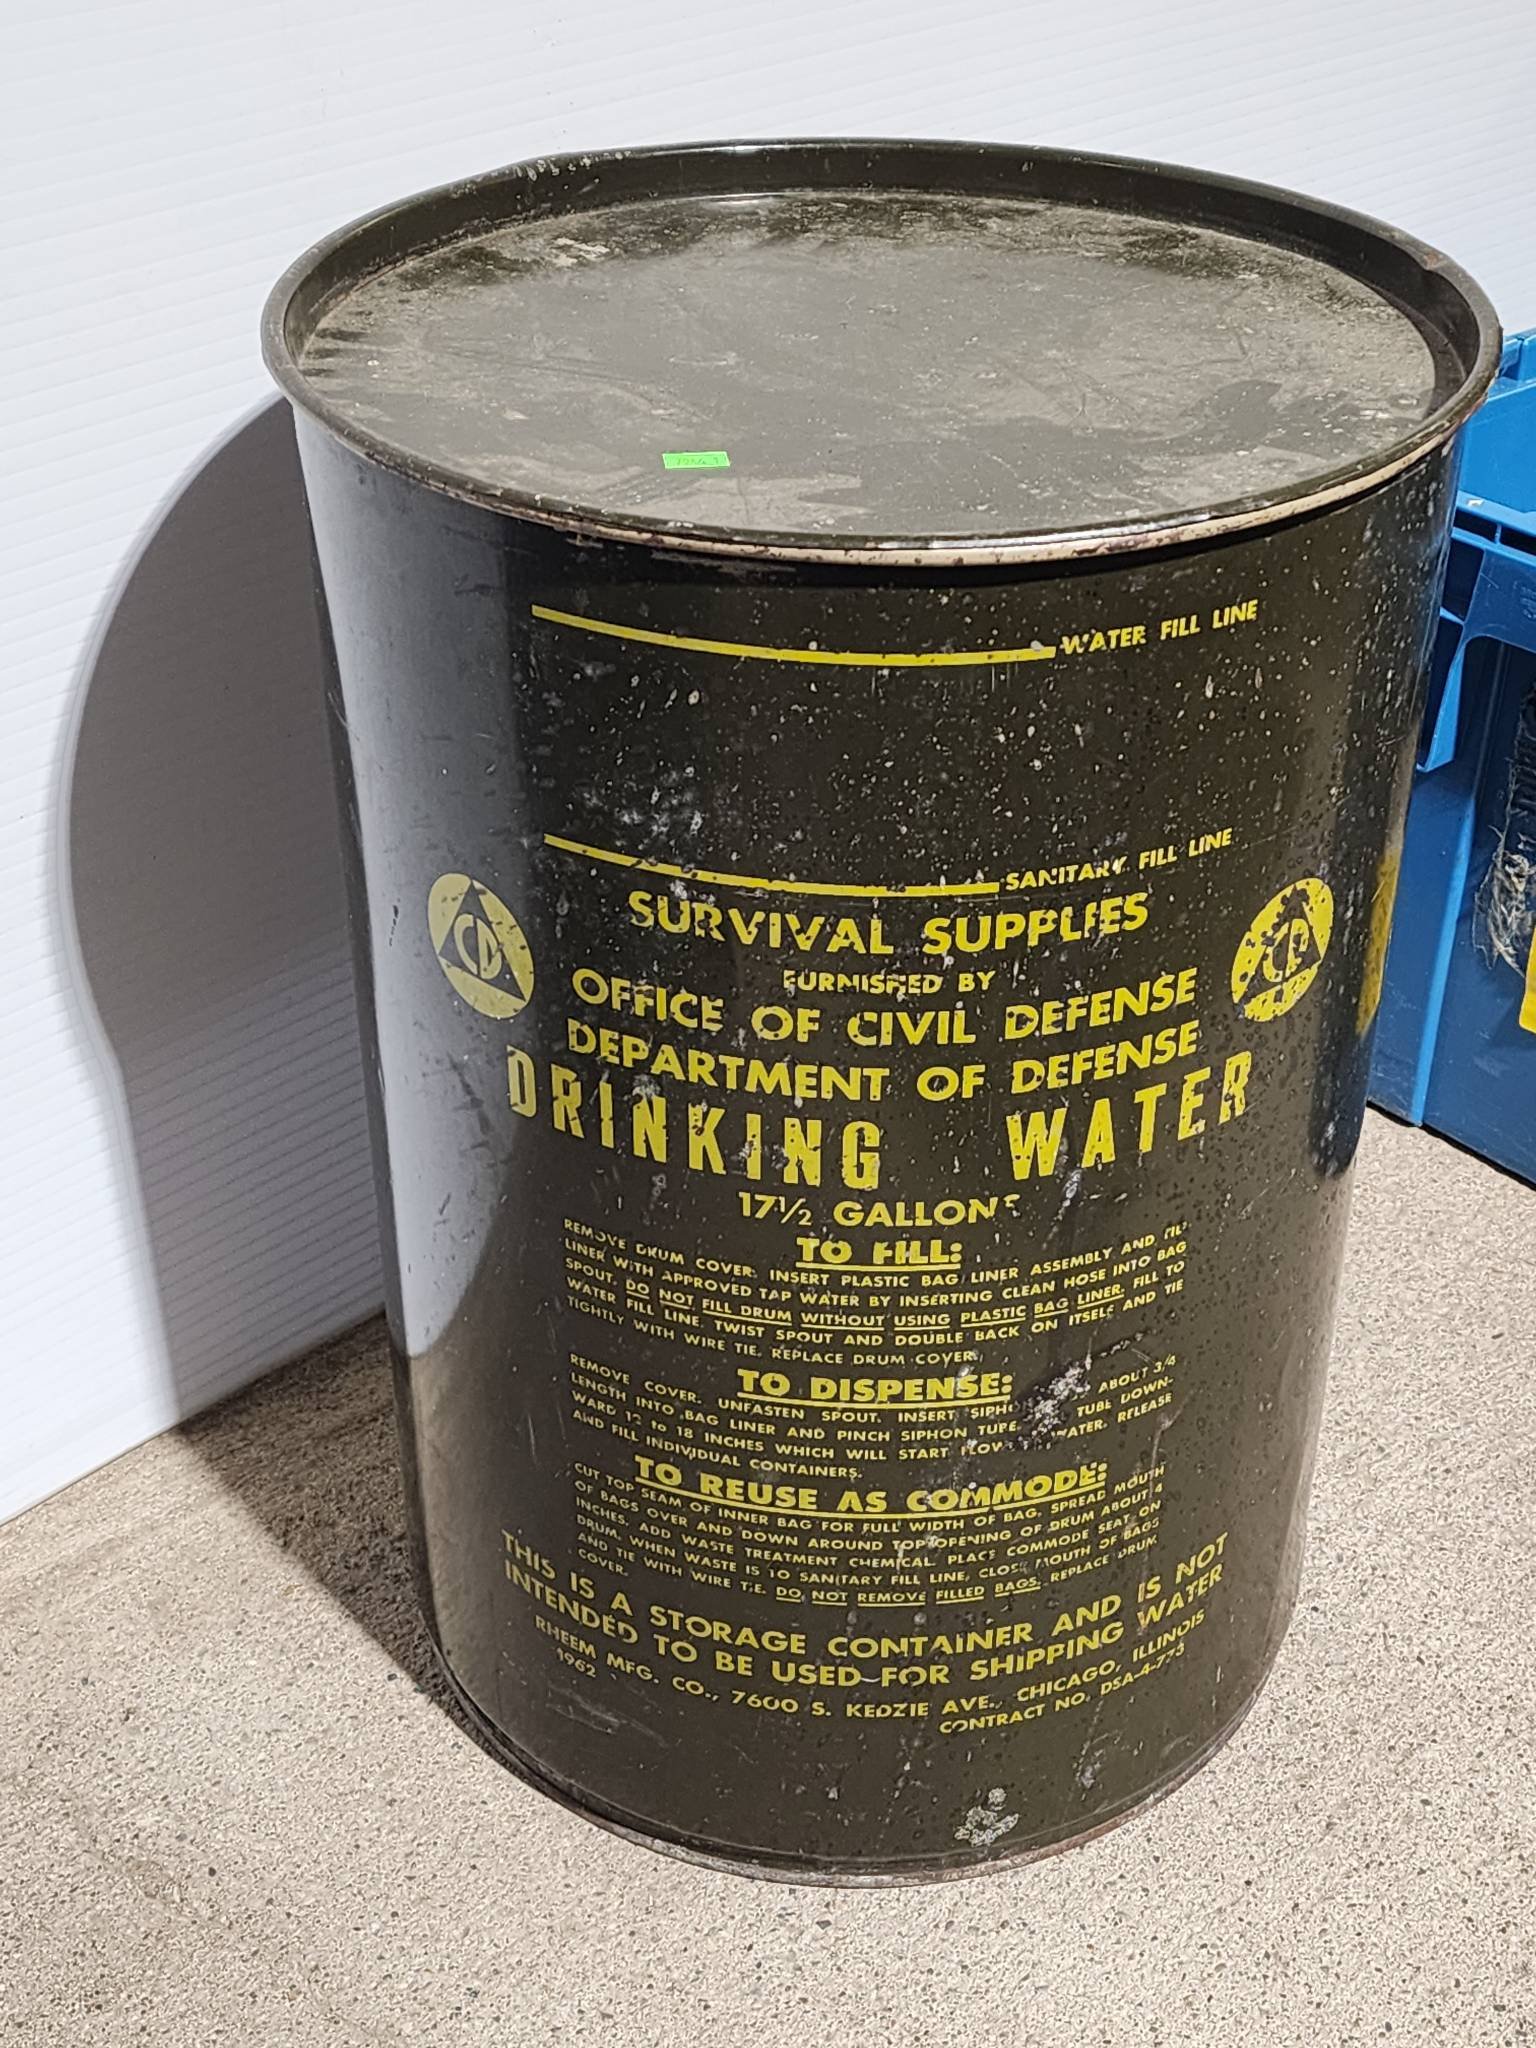 WATER FILL LINE
SANITARY FILL LINE
SURVIVAL SUPPLIES
CD
CD
FURNISHED BY
OFFICE OF CIVIL DEFENSE
DEPARTMENT OF DEFENSE
DRINKING WATER
17½ GALLONS
TO FILL:
REMOVE DRUM COVER. INSERT PLASTIC BAG LINER ASSEMBLY AND FILL
LINER WITH APPROVED TAP WATER BY INSERTING CLEAN HOSE INTO BAG
SPOUT. DO NOT FILL DRUM WITHOUT USING PLASTIC BAG LINER. FILL TO
WATER FILL LINE. TWIST SPOUT AND DOUBLE BACK ON ITSELF AND TIE
TIGHTLY WITH WIRE TIE. REPLACE DRUM COVER.
TO DISPENSE:
REMOVE COVER. UNFASTEN SPOUT. INSERT SIPHON ABOUT 3/4
LENGTH INTO BAG LINER AND PINCH SIPHON TUBE. TUBE DOWN-
WARD 12 to 18 INCHES WHICH WILL START FLOW WATER. RELEASE
AND FILL INDIVIDUAL CONTAINERS.
TO REUSE AS COMMODE:
CUT TOP SEAM OF INNER BAG FOR FULL WIDTH OF BAG. SPREAD MOUTH
OF BAGS OVER AND DOWN AROUND TOP OPENING OF DRUM ABOUT 4
INCHES. ADD WASTE TREATMENT CHEMICAL. PLACE COMMODE SEAT ON
DRUM. WHEN WASTE IS TO SANITARY FILL LINE, CLOSE MOUTH OF BAGS
AND TIE WITH WIRE TIE. DO NOT REMOVE FILLED BAGS. REPLACE DRUM
COVER.
THIS IS A STORAGE CONTAINER AND IS NOT
INTENDED TO BE USED FOR SHIPPING WATER
RHEEM MFG. CO., 7600 S. KEDZIE AVE., CHICAGO, ILLINOIS
1962
CONTRACT NO. DSA-4-773